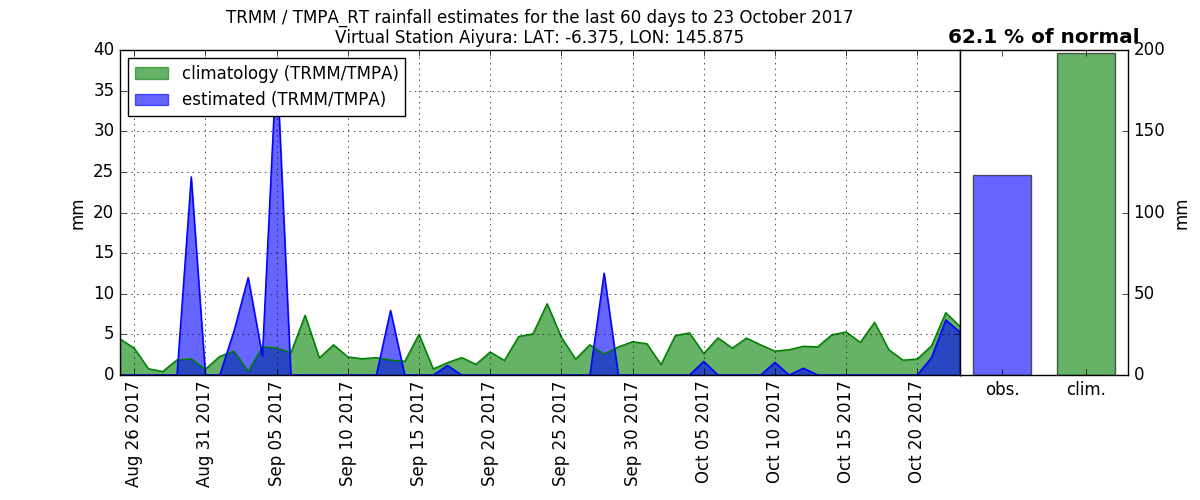 TRMM / TMPA_RT rainfall estimates for the last 60 days to 23 October 2017
Virtual Station Aiyura: LAT: -6.375, LON: 145.875
62.1 % of normal
climatology (TRMM/TMPA)
estimated (TRMM/TMPA)
40
35
30
25
20
15
10
5
0
mm
Aug 26 2017
Aug 31 2017
Sep 05 2017
Sep 10 2017
Sep 15 2017
Sep 20 2017
Sep 25 2017
Sep 30 2017
Oct 05 2017
Oct 10 2017
Oct 15 2017
Oct 20 2017
200
150
100
50
0
mm
obs.
clim.